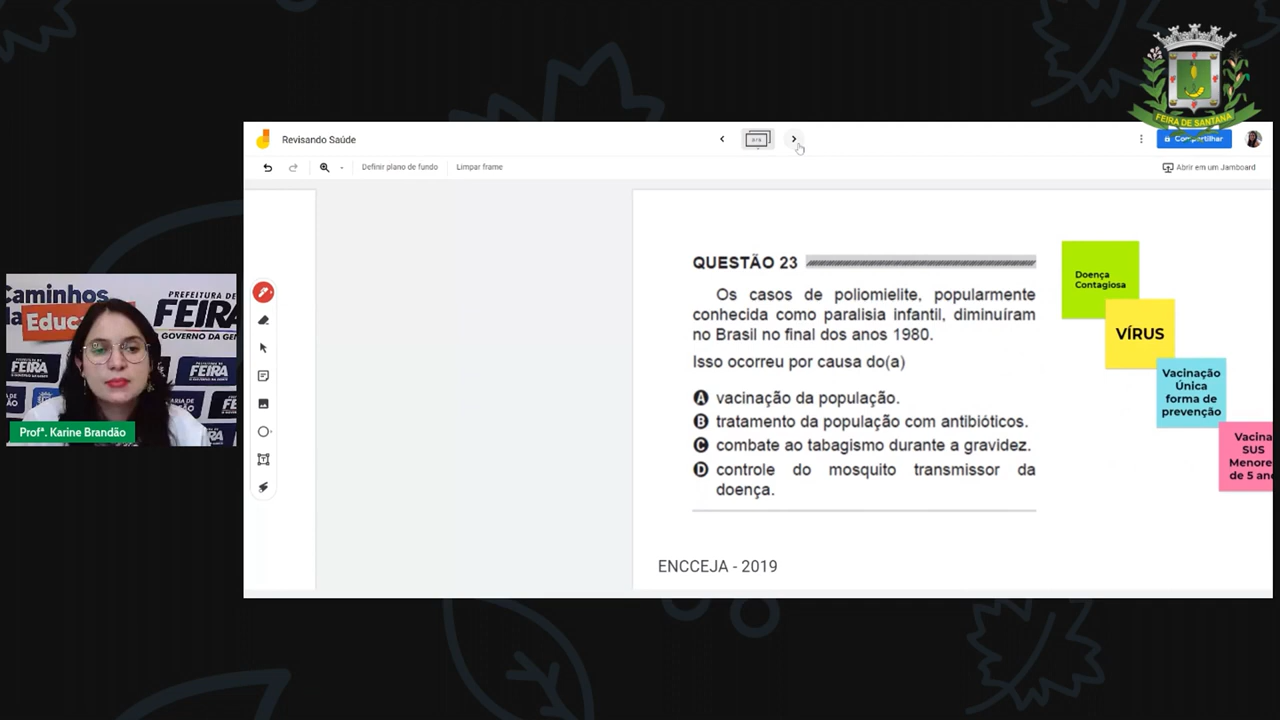 FEIRA DE SANTANA
Revisando Saúde
Compartilhar
Definir plano de fundo
Limpar frame
Abrir em um Jamboard
QUESTÃO 23
Os casos de poliomielite, popularmente
conhecida como paralisia infantil, diminuíram
no Brasil no final dos anos 1980.
Isso ocorreu por causa do(a)
A vacinação da população.
B tratamento da população com antibióticos.
C combate ao tabagismo durante a gravidez.
D controle do mosquito transmissor da
doença.
ENCCEJA - 2019
Doença
Contagiosa
VÍRUS
Vacinação
Única
forma de
prevenção
Vacina
SUS
Menore
de 5 an
Caminhos
da
Educa
PREFEITURA DE
FEIRA
GOVERNO DA GEN
FEIRA
FEIRA
Profª. Karine Brandão